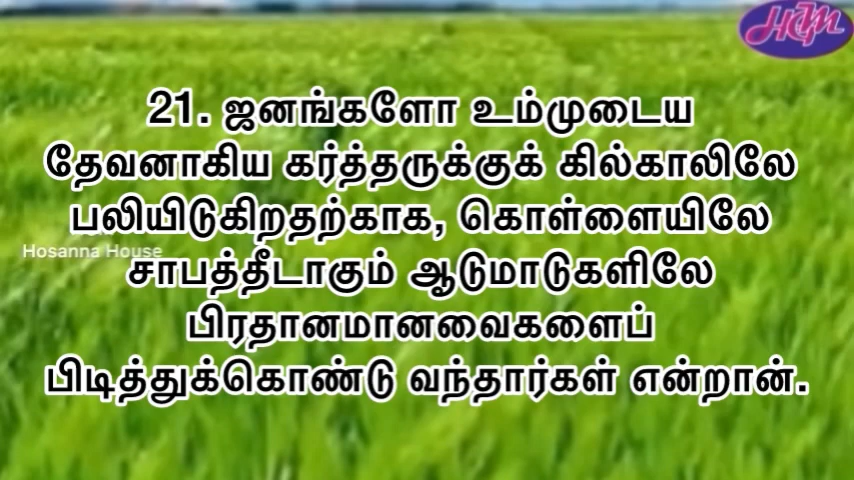 HCM
21. ஜனங்களோ உம்முடைய
தேவனாகிய கர்த்தருக்குக் கில்காலிலே
பலியிடுகிறதற்காக, கொள்ளையிலே
Hosanna House
சாபத்தீடாகும் ஆடுமாடுகளிலே
பிரதானமானவைகளைப்
பிடித்துக்கொண்டு வந்தார்கள் என்றான்.